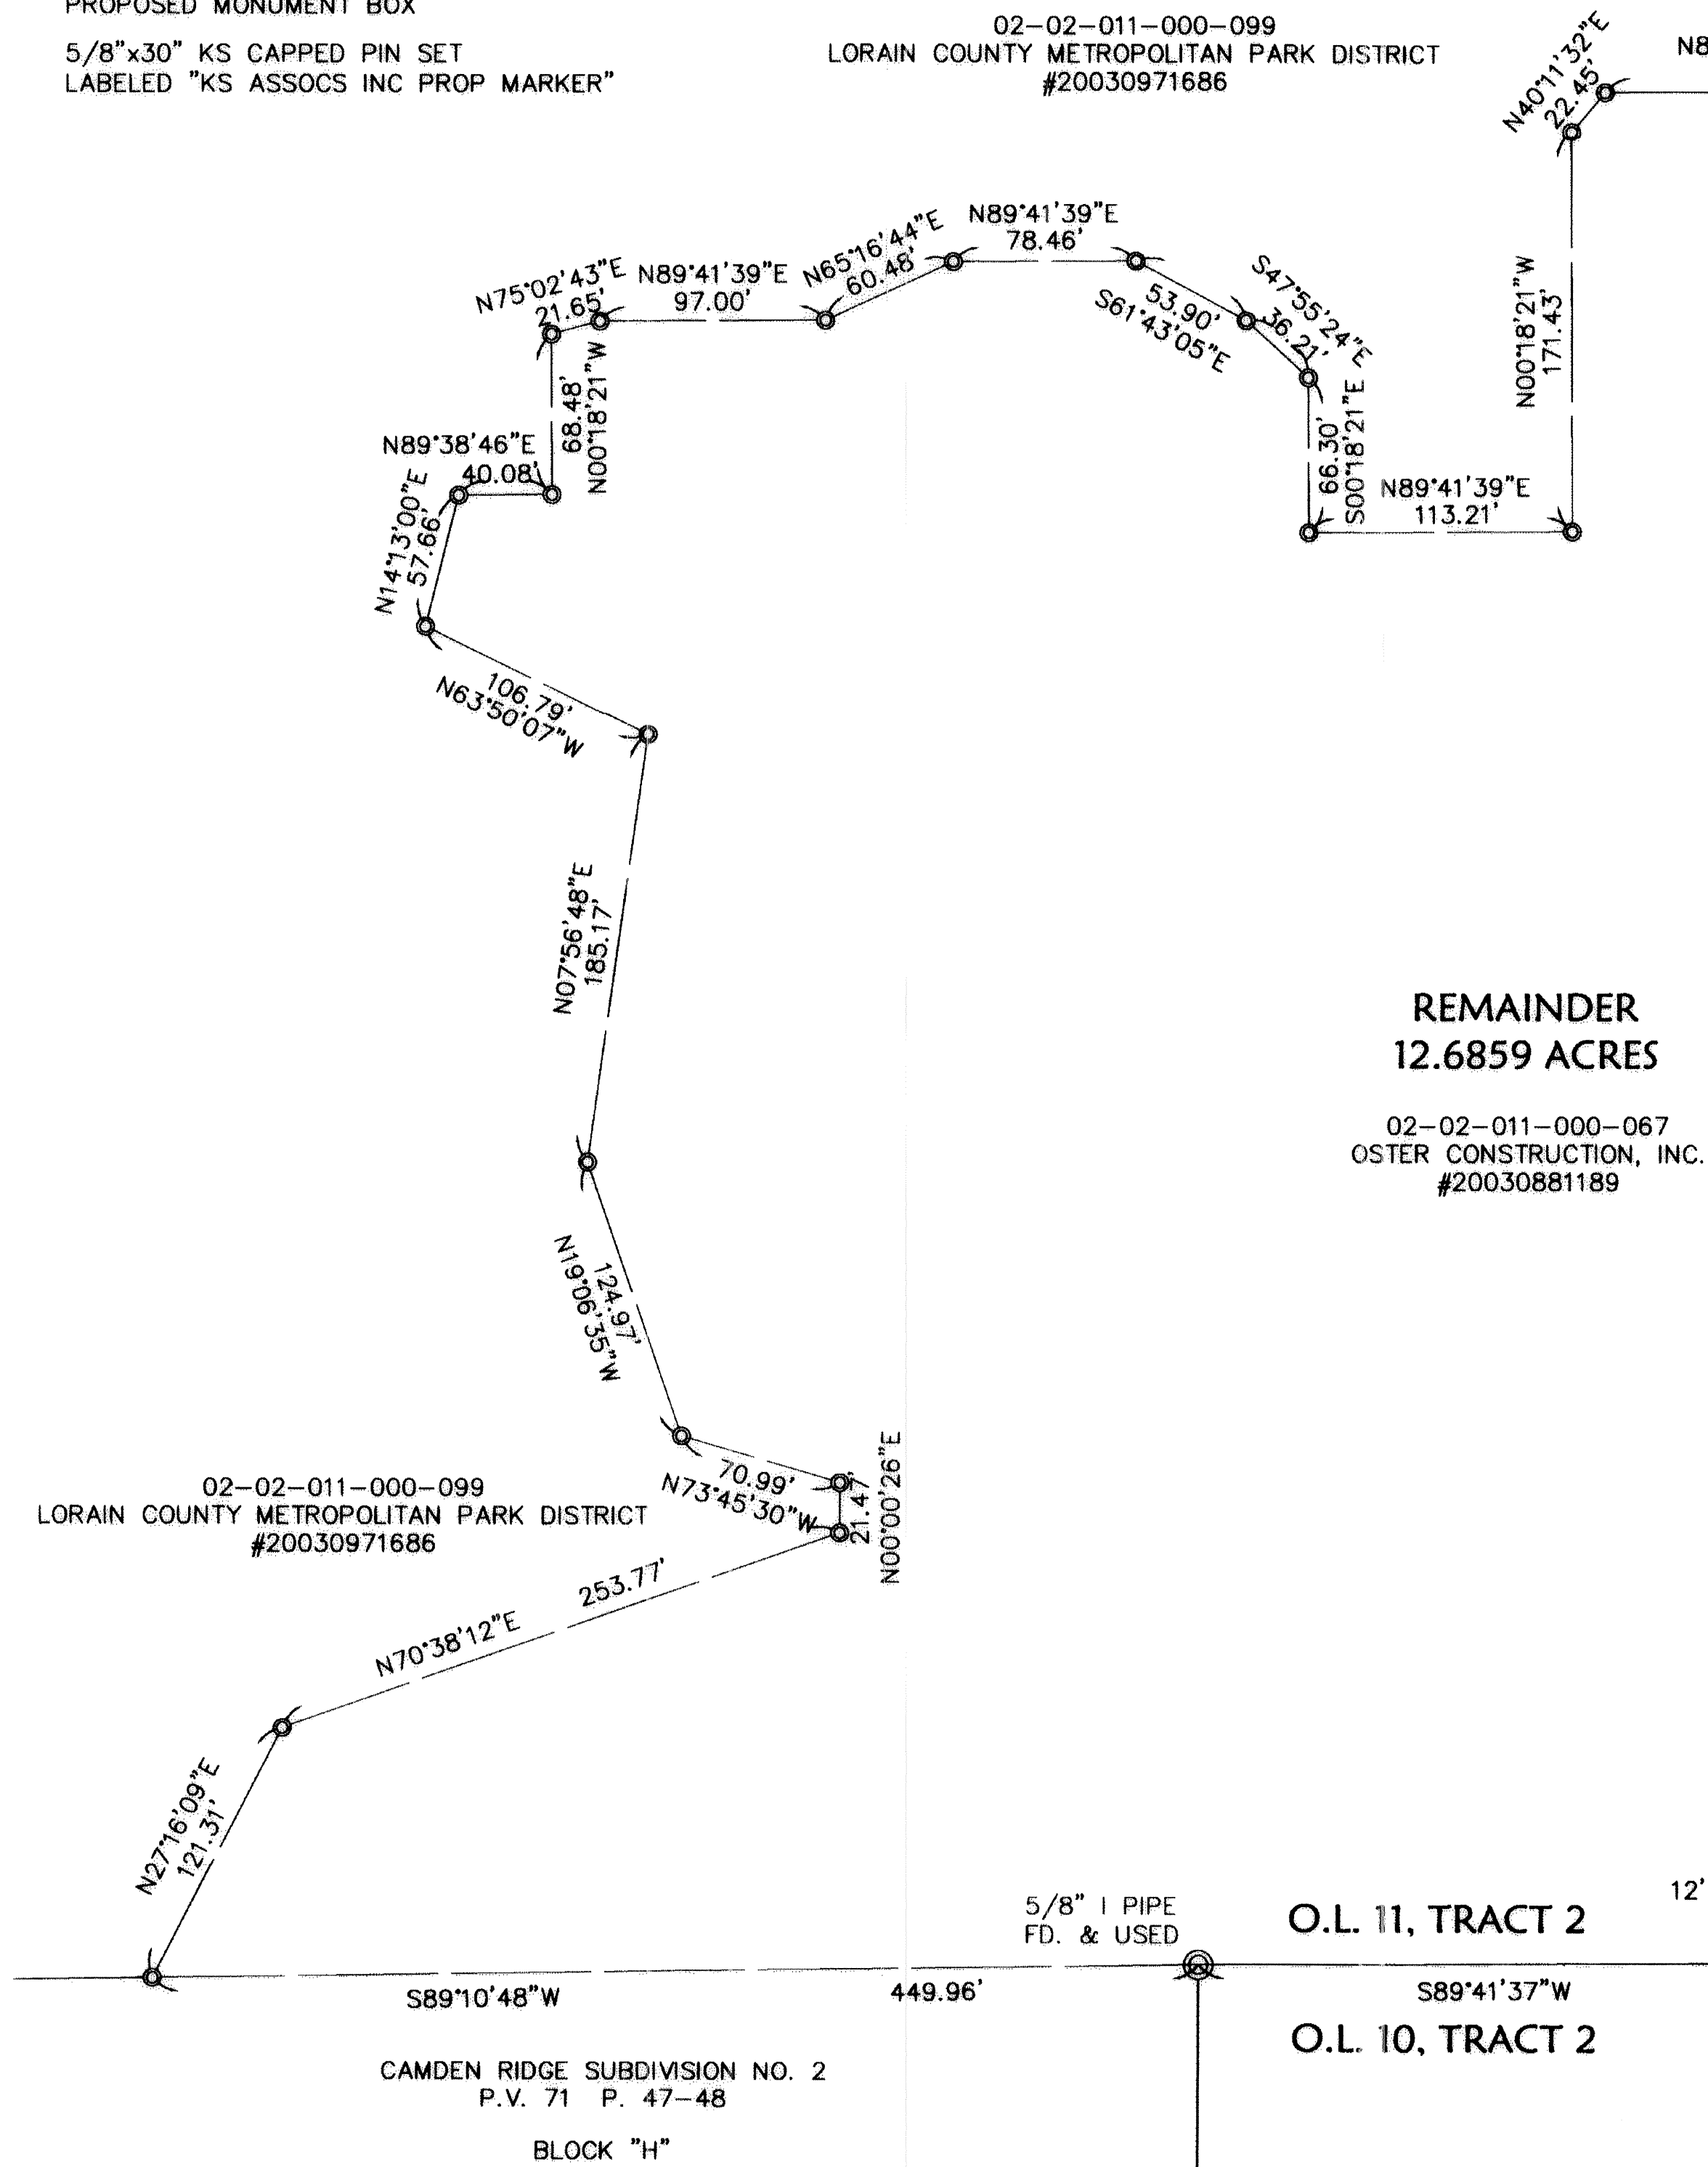 PROPOSED MONUMENT BOX
5/8"x30" KS CAPPED PIN SET
LABELED "KS ASSOCS INC PROP MARKER"
02-02-011-000-099
LORAIN COUNTY METROPOLITAN PARK DISTRICT
#20030971686
N40°11'32"E
22.45'
N8
N75°02'43"E
21.65'
N89°41'39"E
97.00'
N65°16'44"E
60.48'
N89°41'39"E
78.46'
53.90'
S61°43'05"E
S47°55'24"E
36.21'
66.30'
S00°18'21"E
N89°41'39"E
113.21'
N00°18'21"W
171.43'
68.48'
N00°18'21"W
N89°38'46"E
40.08'
N14°13'00"E
57.66'
106.79'
N63°50'07"W
N07°56'48"E
185.17'
REMAINDER
12.6859 ACRES
02-02-011-000-067
OSTER CONSTRUCTION, INC.
#20030881189
124.97'
N19°06'35"W
70.99'
N73°45'30"W
21.47'
N00°00'26"E
02-02-011-000-099
LORAIN COUNTY METROPOLITAN PARK DISTRICT
#20030971686
253.77'
N70°38'12"E
N27°16'09"E
121.31'
5/8" I PIPE
FD. & USED
O.L. 11, TRACT 2
12'
S89°10'48"W
449.96'
S89°41'37"W
O.L. 10, TRACT 2
CAMDEN RIDGE SUBDIVISION NO. 2
P.V. 71 P. 47-48
BLOCK "H"